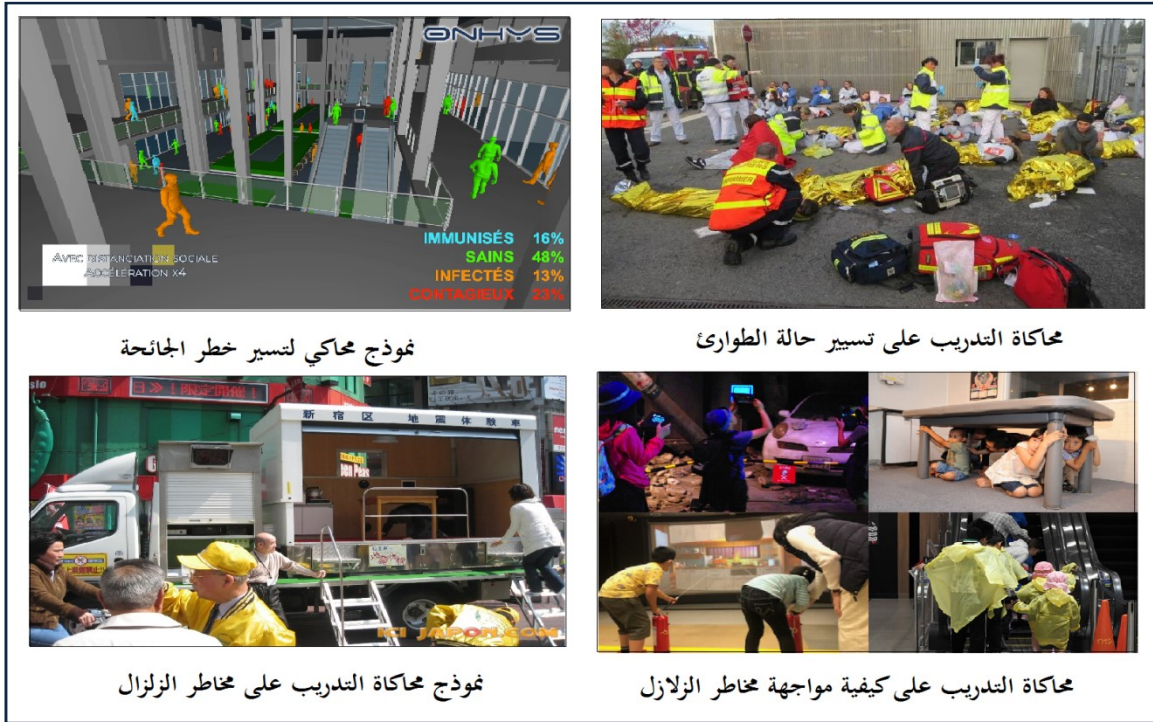 ONHYS
AVEC DISTANCIATION SOCIALE
ACCÉLÉRATION X4
IMMUNISÉS 16%
SAINS 48%
INFECTÉS 13%
CONTAGIEUX 23%
نموذج محاكي لتسير خطر الجائحة
محاكاة التدريب على تسيير حالة الطوارئ
新宿区 地震体験車
ICI JAPON.COM
نموذج محاكاة التدريب على مخاطر الزلزال
محاكاة التدريب على كيفية مواجهة مخاطر الزلازل